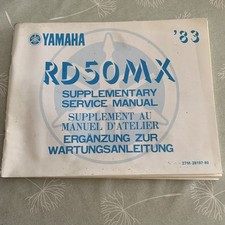 YAMAHA '83
RD50MX
SUPPLEMENTARY
SERVICE MANUAL
SUPPLEMENT AU
MANUEL D'ATELIER
ERGÄNZUNG ZUR
WARTUNGSANLEITUNG